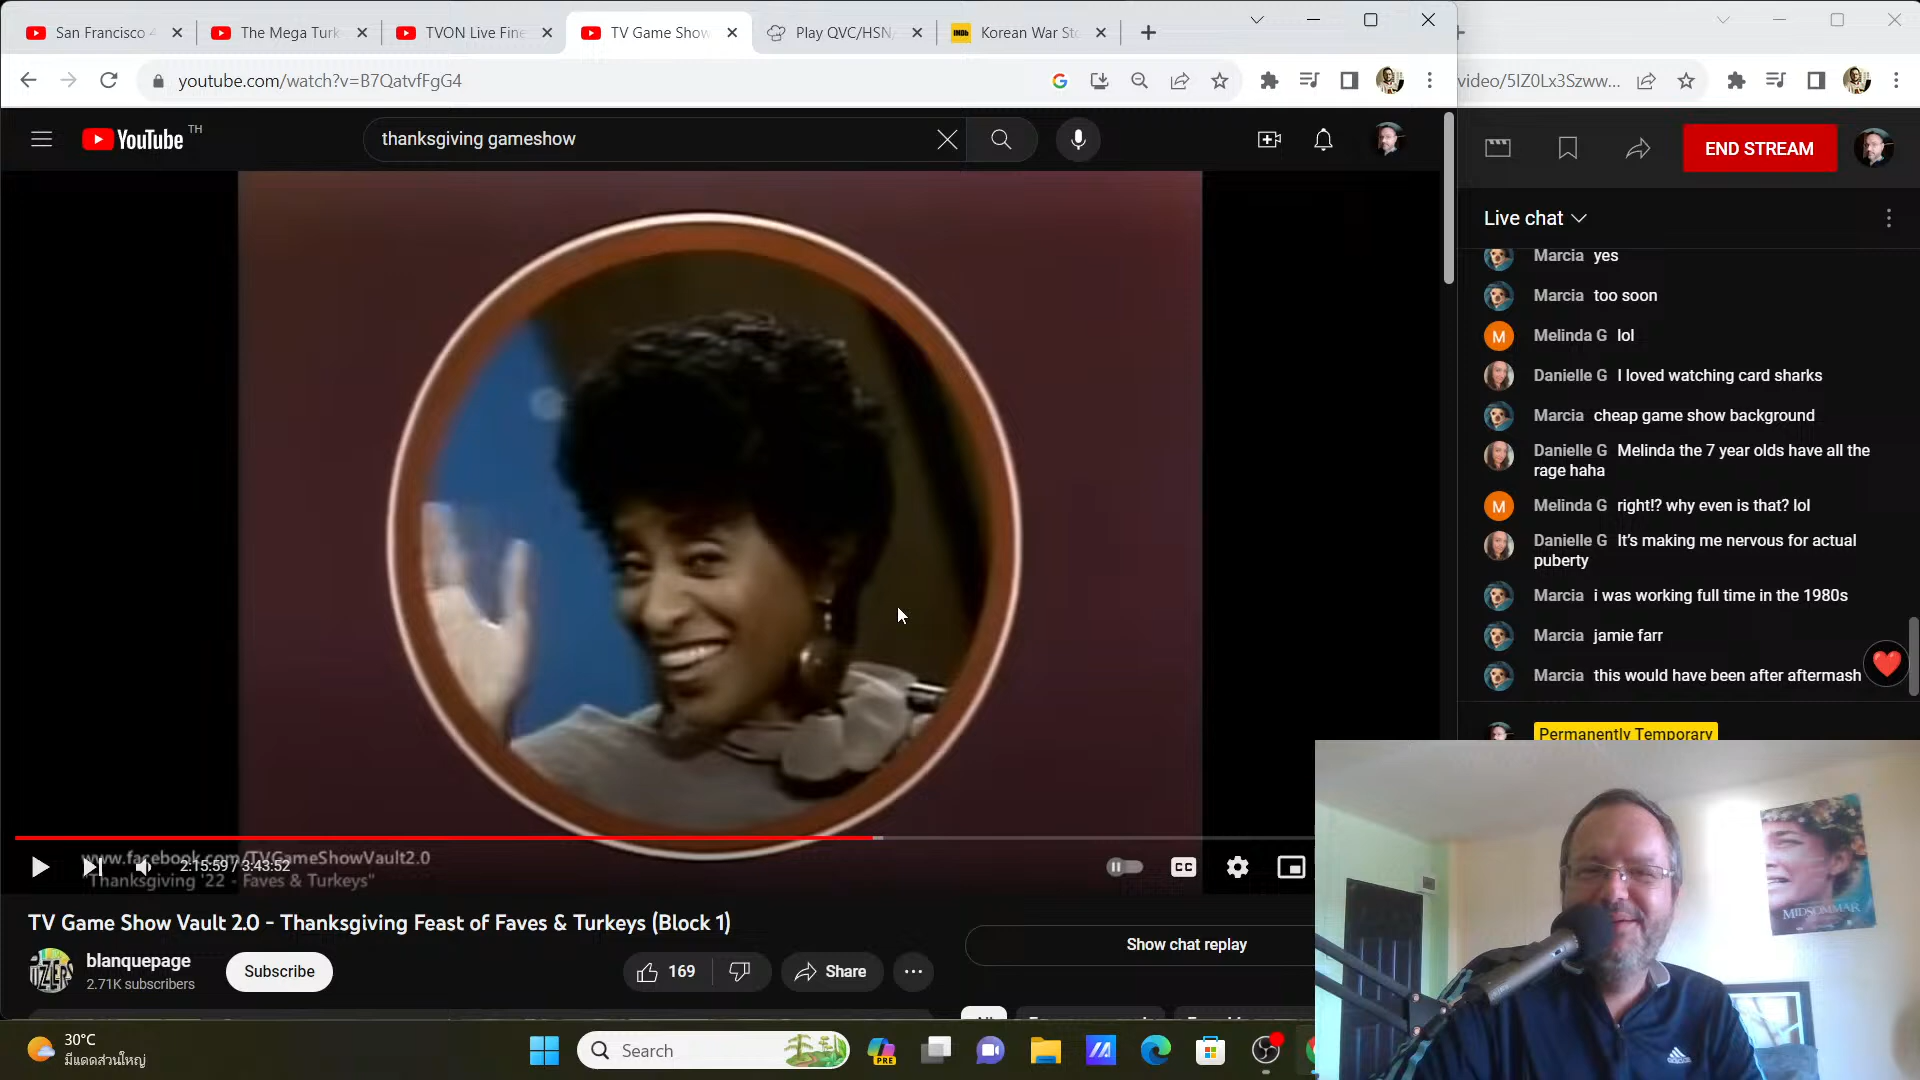 San Francisco 4
The Mega Turk
TVON Live Fine
TV Game Show
Play QVC/HSN,
IMDb
Korean War Sto
youtube.com/watch?v=B7QatvfFgG4
video/5IZ0Lx3Szww...
YouTube TH
thanksgiving gameshow
END STREAM
Live chat
Marcia yes
Marcia too soon
M Melinda G lol
Danielle G I loved watching card sharks
Marcia cheap game show background
Danielle G Melinda the 7 year olds have all the
rage haha
M Melinda G right!? why even is that? lol
Danielle G It's making me nervous for actual
puberty
Marcia i was working full time in the 1980s
Marcia jamie farr
Marcia this would have been after aftermash
Permanently Temporary
www.facebook.com/TVGameShowVault2.0
2:15:59 / 3:43:52
"Thanksgiving '22 - Faves & Turkeys"
CC
TV Game Show Vault 2.0 - Thanksgiving Feast of Faves & Turkeys (Block 1)
blanquepage
2.71K subscribers
Subscribe
169
Share
Show chat replay
MIDSOMMAR
adidas
30°C
มีแดดส่วนใหญ่
Search
PRE